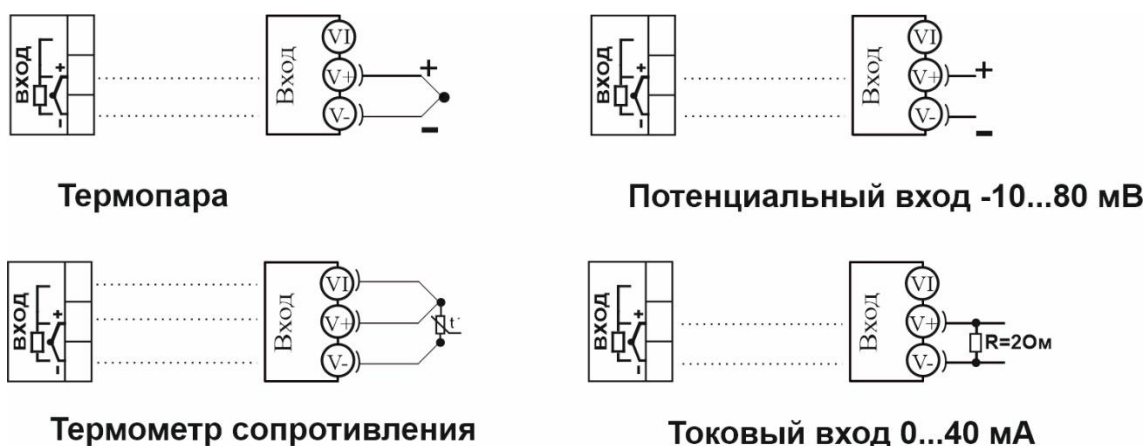 ВХОД
+
-
Вход
VI
V+
V-
+
-
Термопара
ВХОД
+
-
Вход
VI
V+
V-
+
-
Потенциальный вход -10...80 мВ
ВХОД
+
-
Вход
VI
V+
V-
t
Термометр сопротивления
ВХОД
+
-
Вход
VI
V+
V-
R=2Ом
Токовый вход 0...40 мА